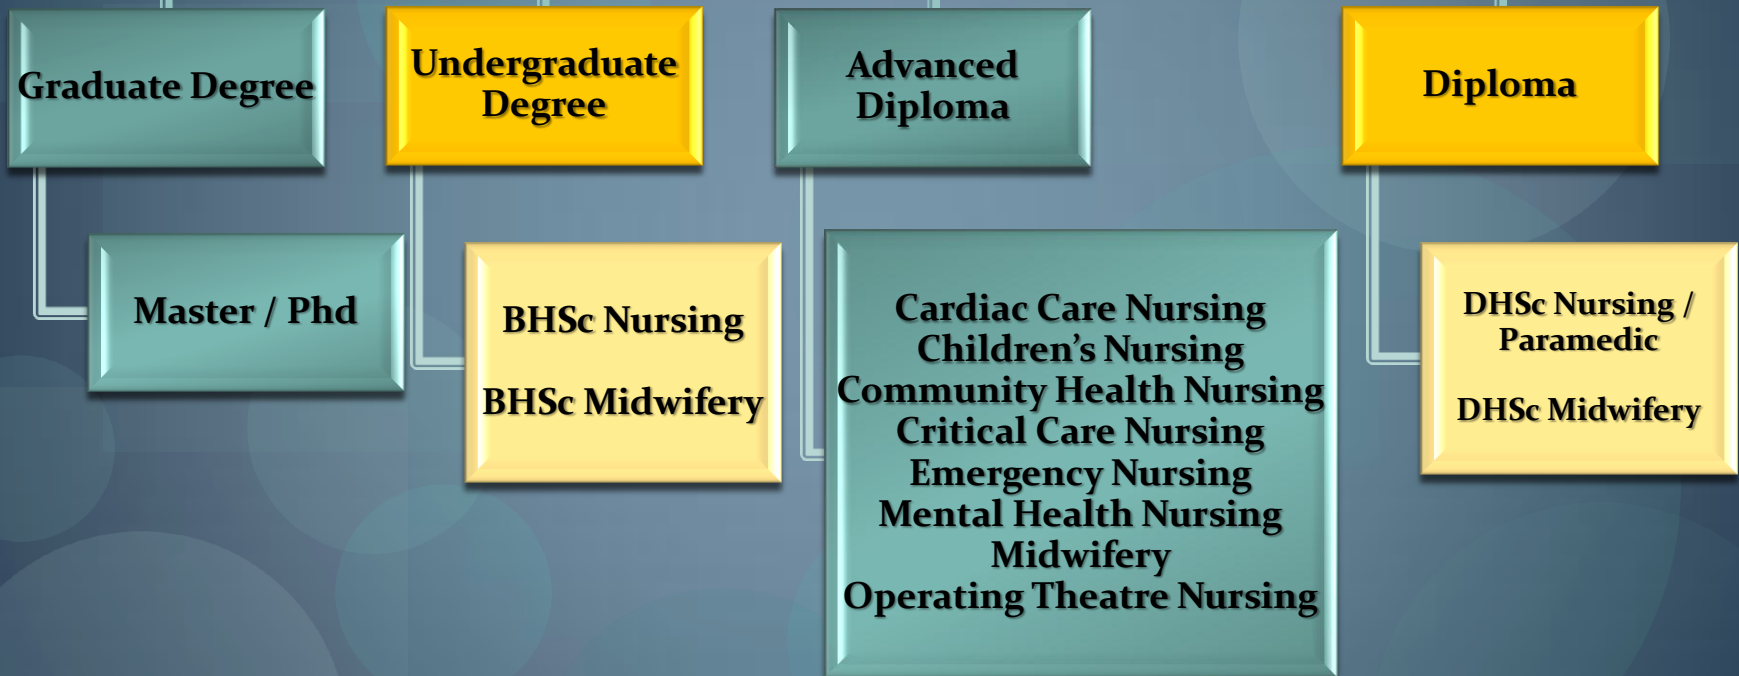 Graduate Degree
Undergraduate
Degree
Advanced
Diploma
Diploma
Master / Phd
BHSc Nursing
BHSc Midwifery
Cardiac Care Nursing
Children’s Nursing
Community Health Nursing
Critical Care Nursing
Emergency Nursing
Mental Health Nursing
Midwifery
Operating Theatre Nursing
DHSc Nursing /
Paramedic
DHSc Midwifery